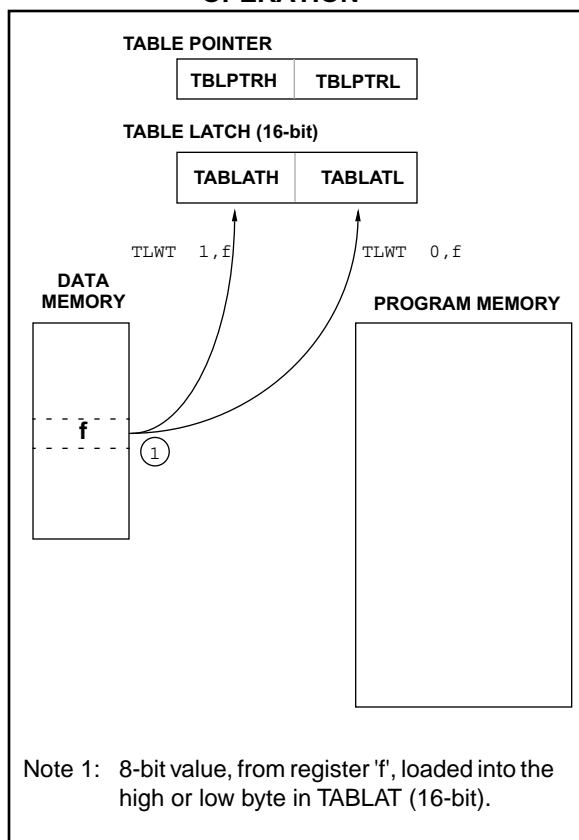 OPERATION
TABLE POINTER
TBLPTRH TBLPTRL
TABLE LATCH (16-bit)
TABLATH TABLATL
TLWT 1,f TLWT 0,f
DATA
MEMORY
PROGRAM MEMORY
f
1
Note 1: 8-bit value, from register 'f', loaded into the
high or low byte in TABLAT (16-bit).